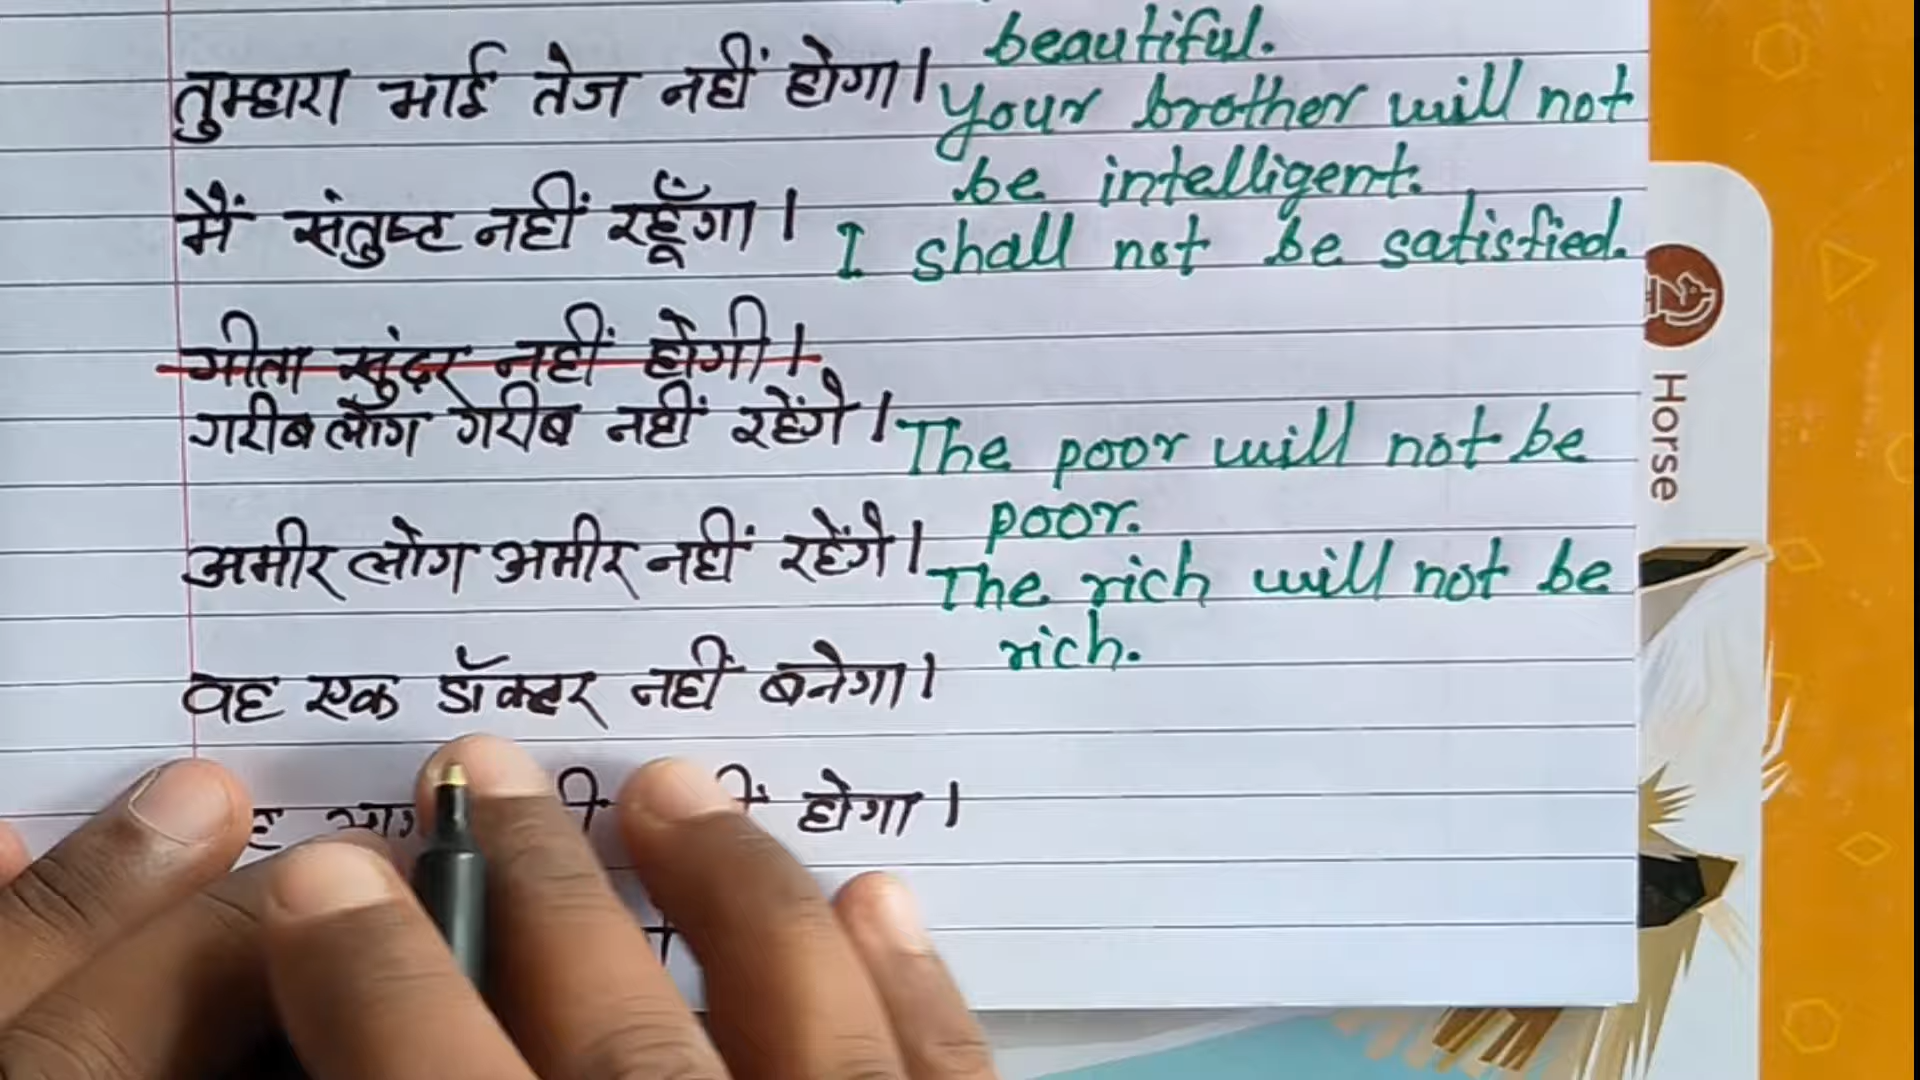 beautiful.
तुम्हारा भाई तेज नहीं होगा। Your brother will not
be intelligent.
मैं संतुष्ट नहीं रहूँगा। I shall not be satisfied.
गीता सुंदर नहीं होगी।
गरीब लोग गरीब नहीं रहेंगे। The poor will not be
poor.
अमीर लोग अमीर नहीं रहेंगे। The rich will not be
rich.
वह एक डॉक्टर नहीं बनेगा।
होगा।
Horse